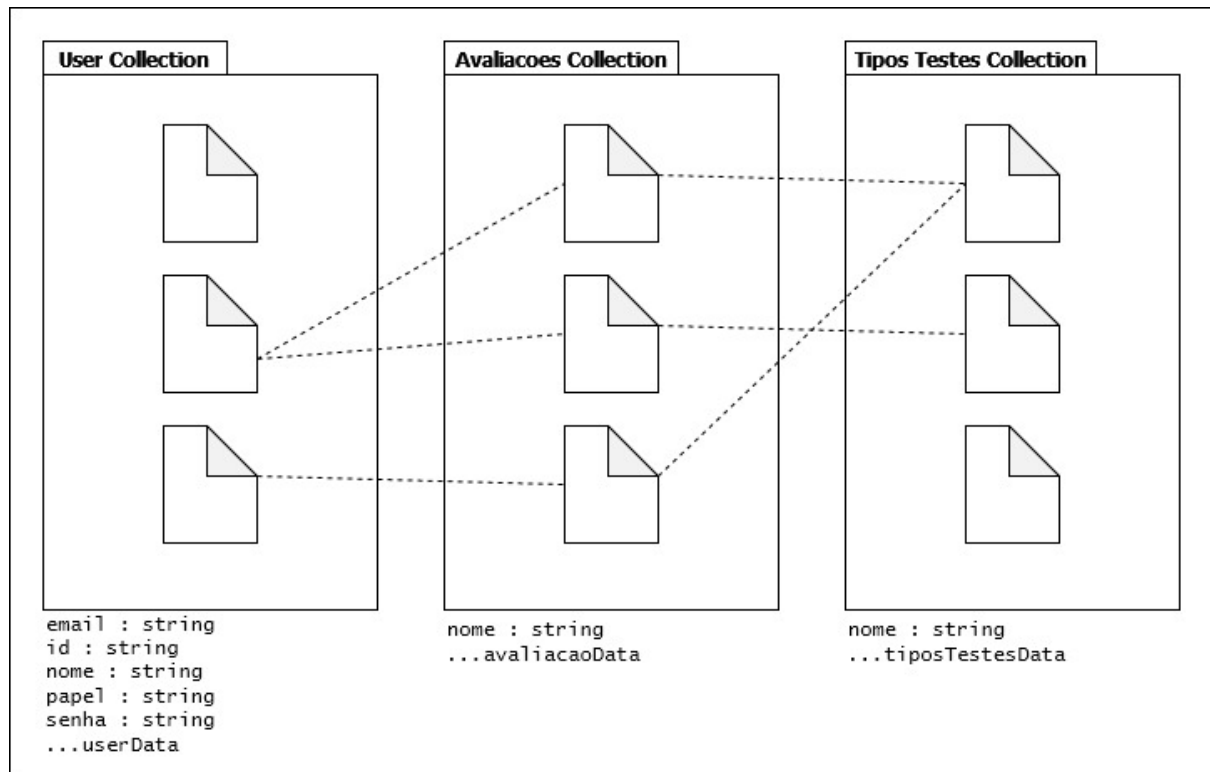 User Collection
Avaliacoes Collection
Tipos Testes Collection
email : string
id : string
nome : string
papel : string
senha : string
...userData
nome : string
...avaliacaoData
nome : string
...tiposTestesData